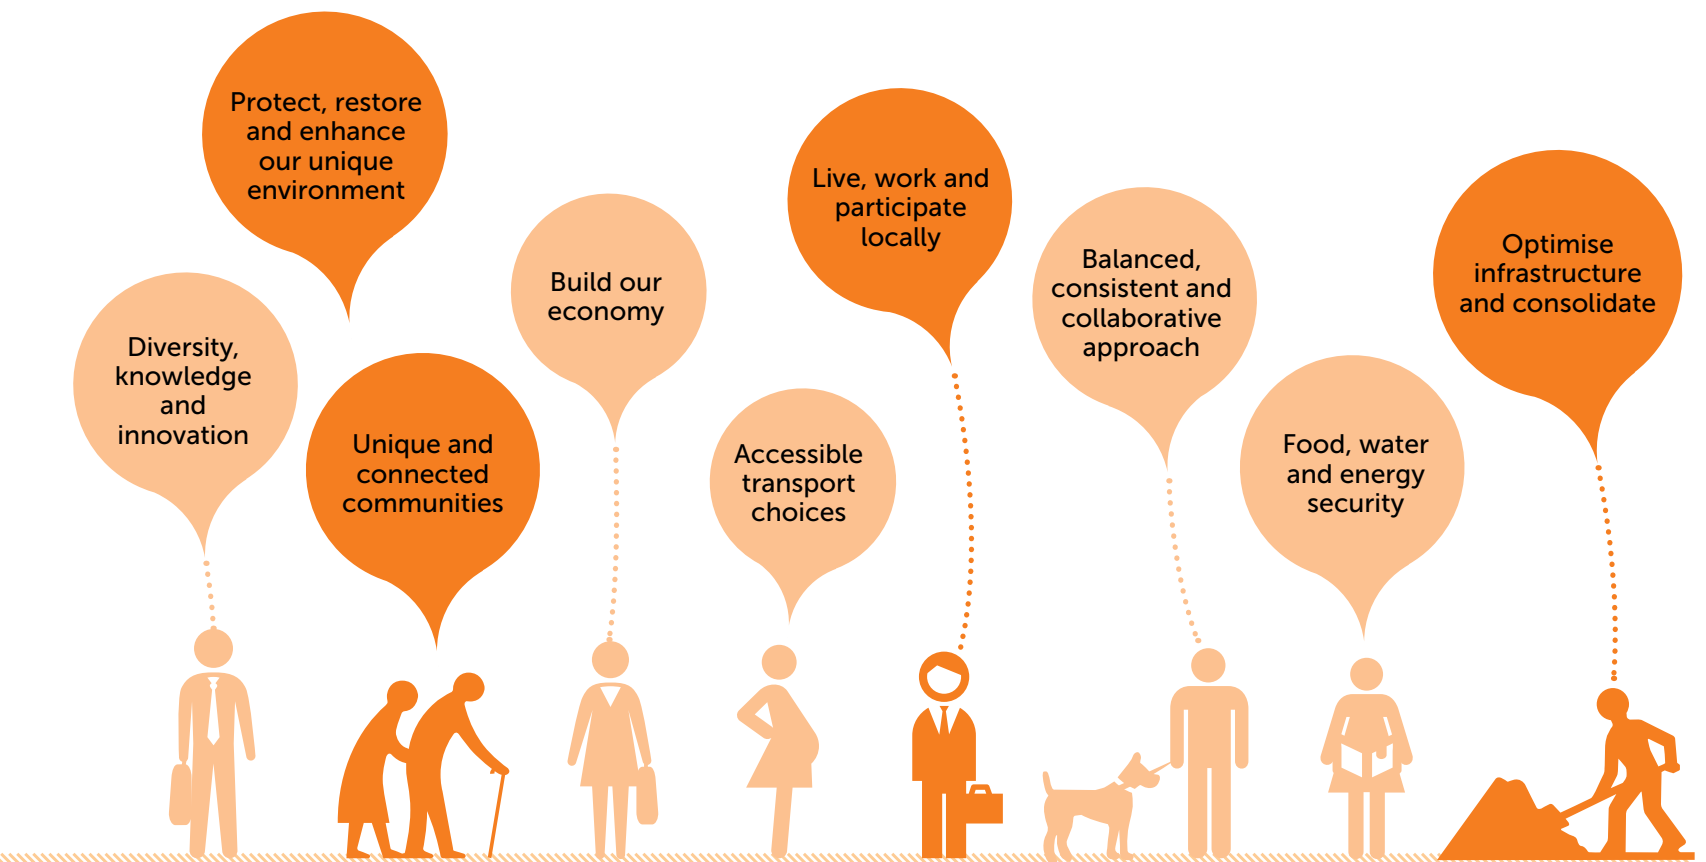 Protect, restore
and enhance
our unique
environment
Diversity,
knowledge
and
innovation
Unique and
connected
communities
Build our
economy
Accessible
transport
choices
Live, work and
participate
locally
Balanced,
consistent and
collaborative
approach
Food, water
and energy
security
Optimise
infrastructure
and consolidate